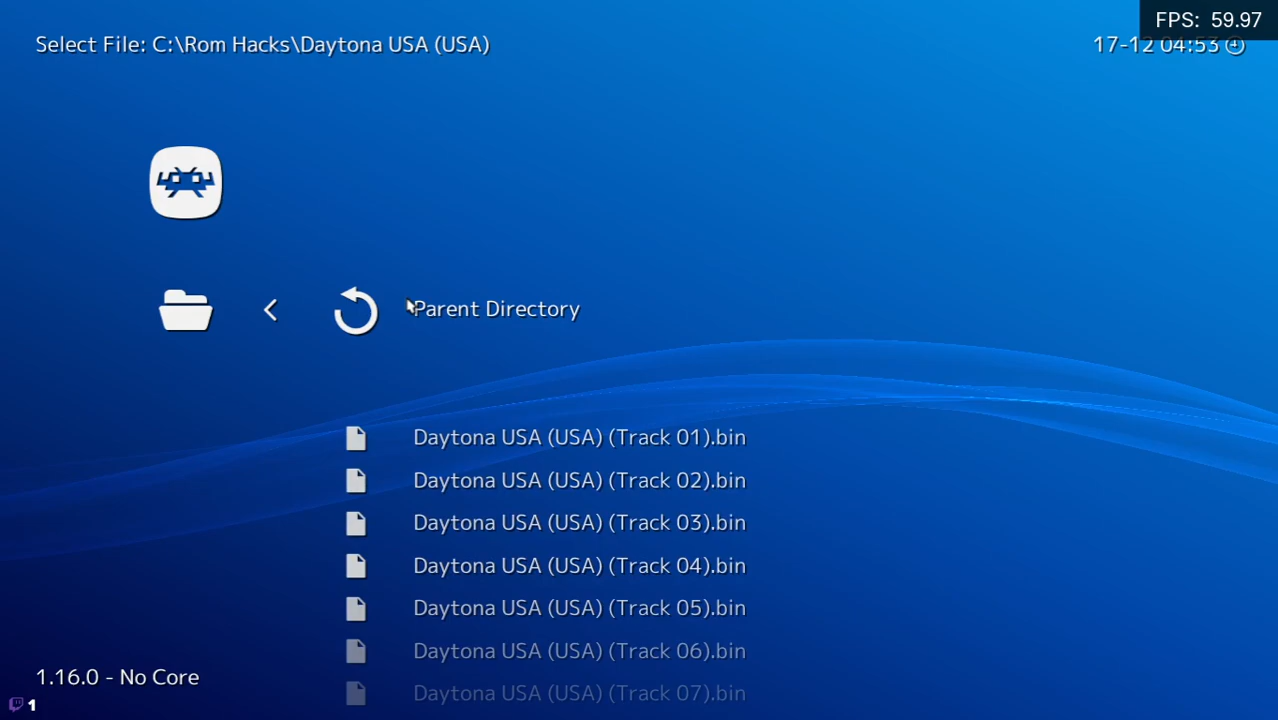 FPS: 59.97
Select File: C:\Rom Hacks\Daytona USA (USA)
17-12 04:53
Parent Directory
Daytona USA (USA) (Track 01).bin
Daytona USA (USA) (Track 02).bin
Daytona USA (USA) (Track 03).bin
Daytona USA (USA) (Track 04).bin
Daytona USA (USA) (Track 05).bin
Daytona USA (USA) (Track 06).bin
Daytona USA (USA) (Track 07).bin
1.16.0 - No Core
1